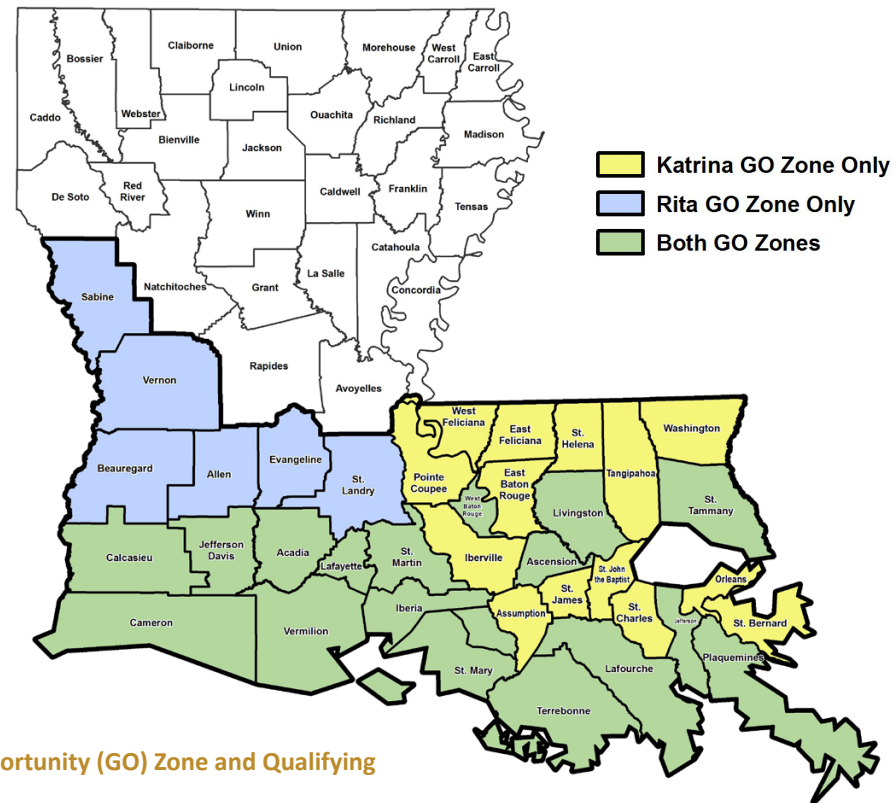 Claiborne
Union
Morehouse
West
Carroll
East
Carroll
Bossier
Lincoln
Caddo
Webster
Ouachita
Richland
Madison
Bienville
Jackson
De Soto
Red
River
Caldwell
Franklin
Tensas
Winn
Catahoula
Sabine
Natchitoches
Grant
La Salle
Concordia
Vernon
Rapides
Avoyelles
Katrina GO Zone Only
Rita GO Zone Only
Both GO Zones
West
Feliciana
East
Feliciana
St.
Helena
Washington
Beauregard
Allen
Evangeline
St.
Landry
Pointe
Coupee
East
Baton
Rouge
Tangipahoa
West
Baton
Rouge
Livingston
St.
Tammany
Calcasieu
Jefferson
Davis
Acadia
Lafayette
St.
Martin
Iberville
Ascension
St. John
the Baptist
Orleans
Cameron
Vermilion
Iberia
Assumption
St.
James
St.
Charles
Jefferson
St. Bernard
St. Mary
Lafourche
Plaquemines
Terrebonne
ortunity (GO) Zone and Qualifying